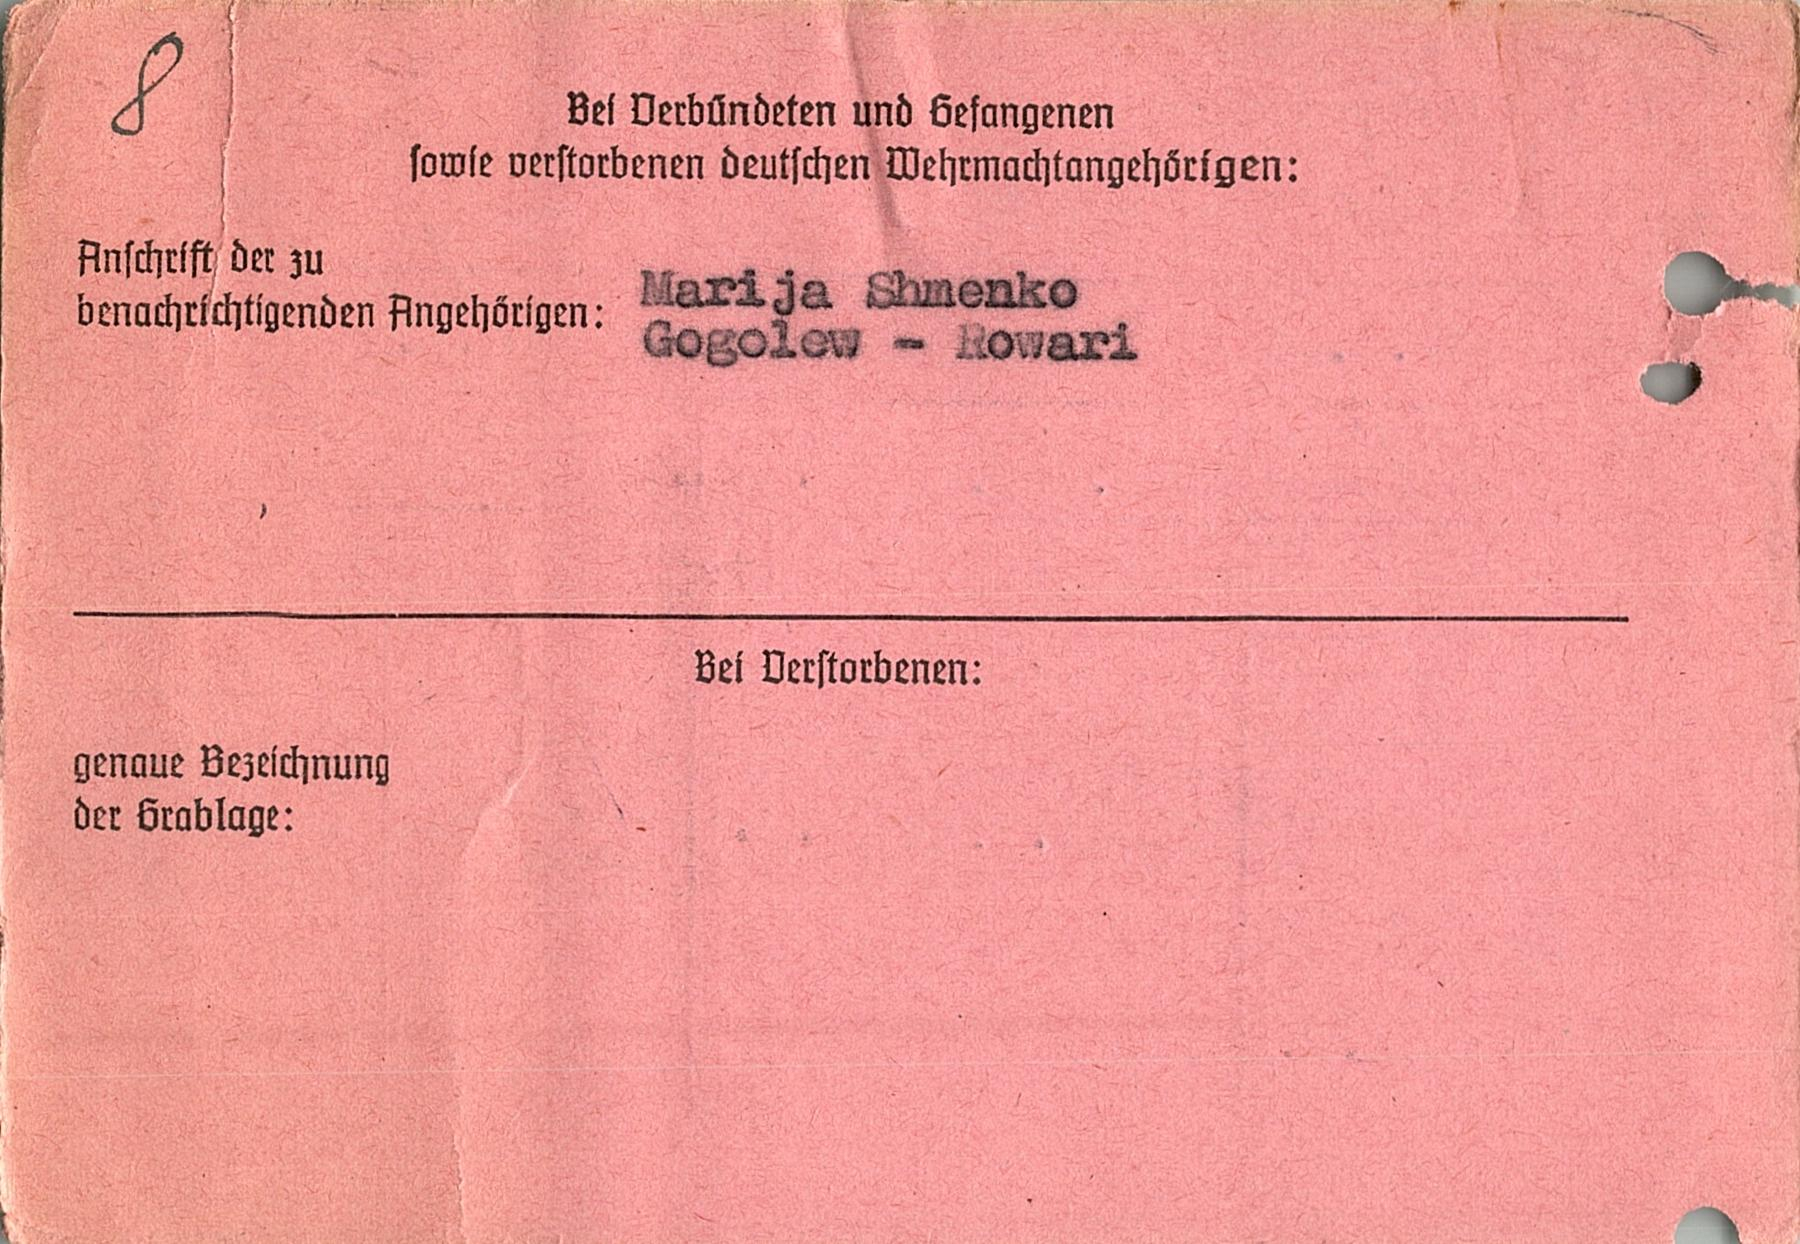 8
Bei Verbündeten und Gefangenen
sowie verstorbenen deutschen Wehrmachtangehörigen:
Anschrift der zu
benachrichtigenden Angehörigen:
Marija Shmenko
Gogolew - Rowari
Bei Verstorbenen:
genaue Bezeichnung
der Grablage: